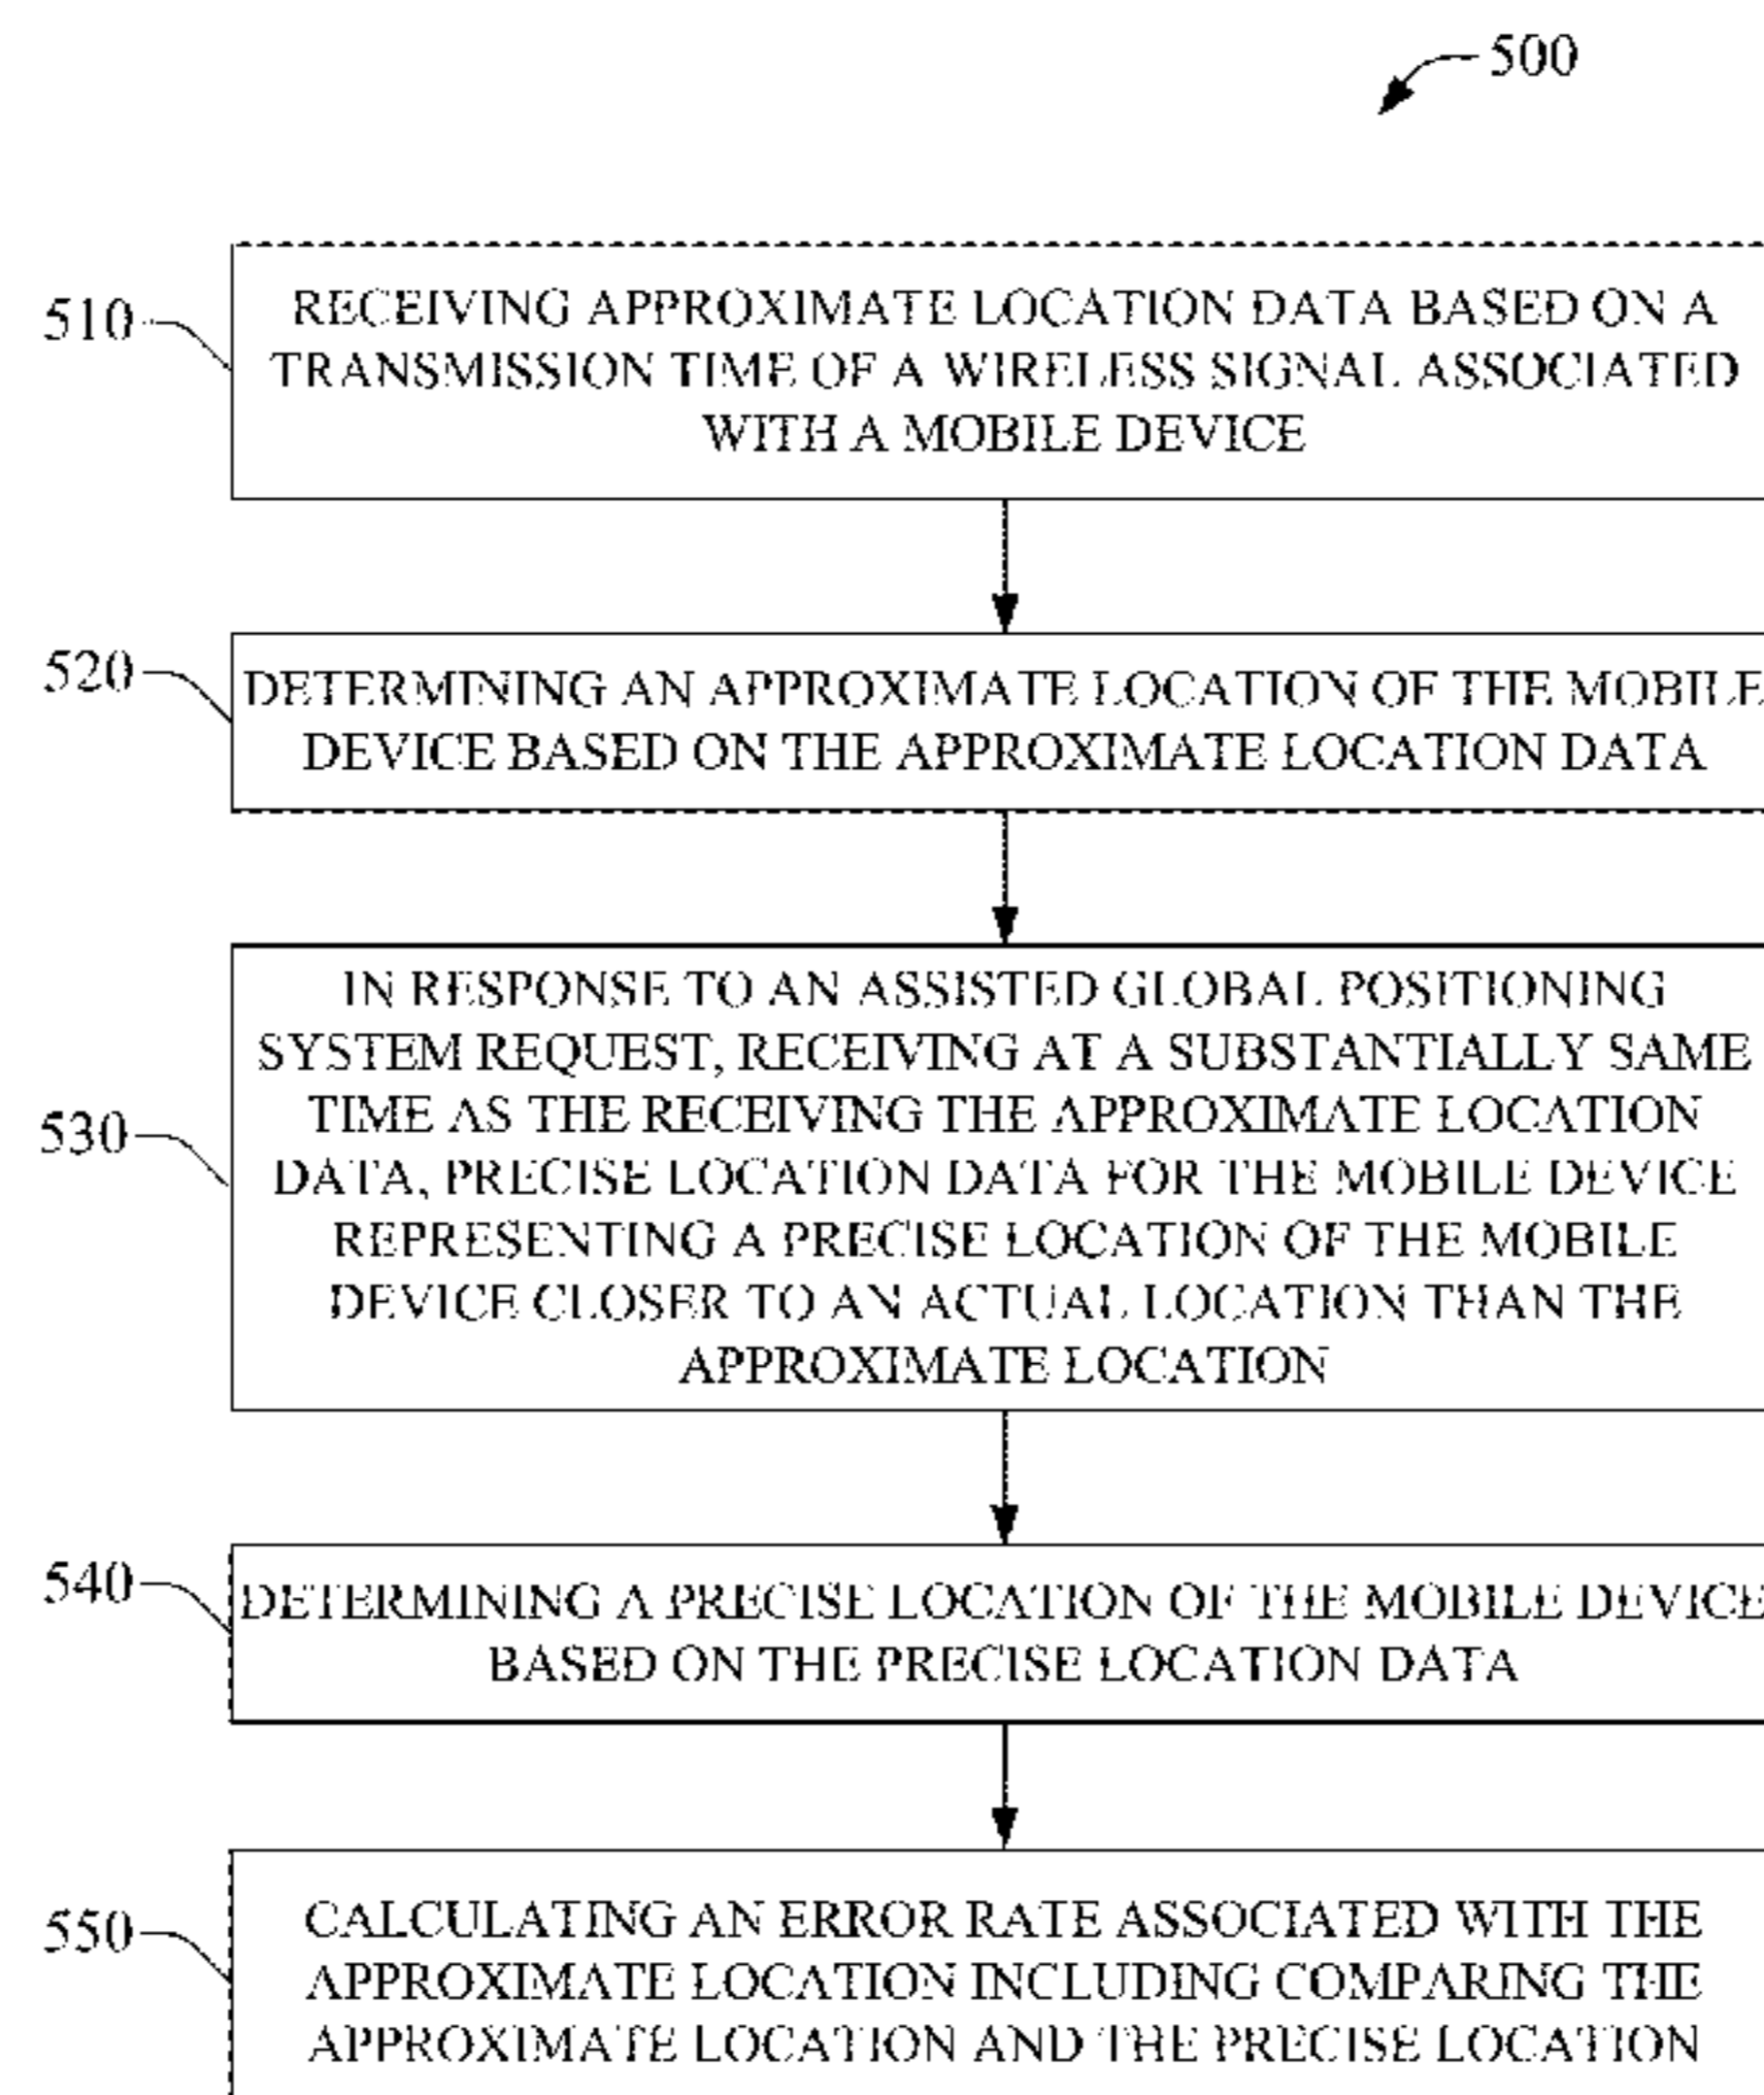 500
510
RECEIVING APPROXIMATE LOCATION DATA BASED ON A
TRANSMISSION TIME OF A WIRELESS SIGNAL ASSOCIATED
WITH A MOBILE DEVICE
520
DETERMINING AN APPROXIMATE LOCATION OF THE MOBILE
DEVICE BASED ON THE APPROXIMATE LOCATION DATA
530
IN RESPONSE TO AN ASSISTED GLOBAL POSITIONING
SYSTEM REQUEST, RECEIVING AT A SUBSTANTIALLY SAME
TIME AS THE RECEIVING THE APPROXIMATE LOCATION
DATA, PRECISE LOCATION DATA FOR THE MOBILE DEVICE
REPRESENTING A PRECISE LOCATION OF THE MOBILE
DEVICE CLOSER TO AN ACTUAL LOCATION THAN THE
APPROXIMATE LOCATION
540
DETERMINING A PRECISE LOCATION OF THE MOBILE DEVICE
BASED ON THE PRECISE LOCATION DATA
550
CALCULATING AN ERROR RATE ASSOCIATED WITH THE
APPROXIMATE LOCATION INCLUDING COMPARING THE
APPROXIMATE LOCATION AND THE PRECISE LOCATION